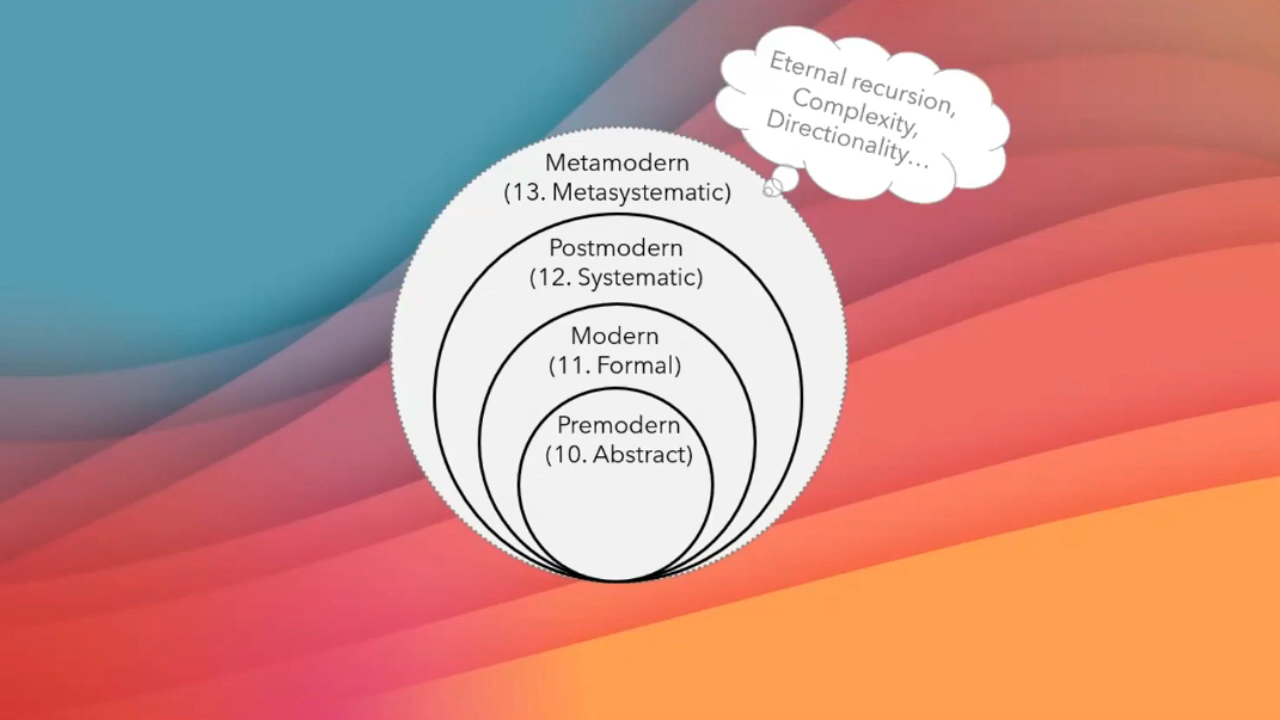 Eternal recursion,
Complexity,
Directionality...
Metamodern
(13. Metasystematic)
Postmodern
(12. Systematic)
Modern
(11. Formal)
Premodern
(10. Abstract)